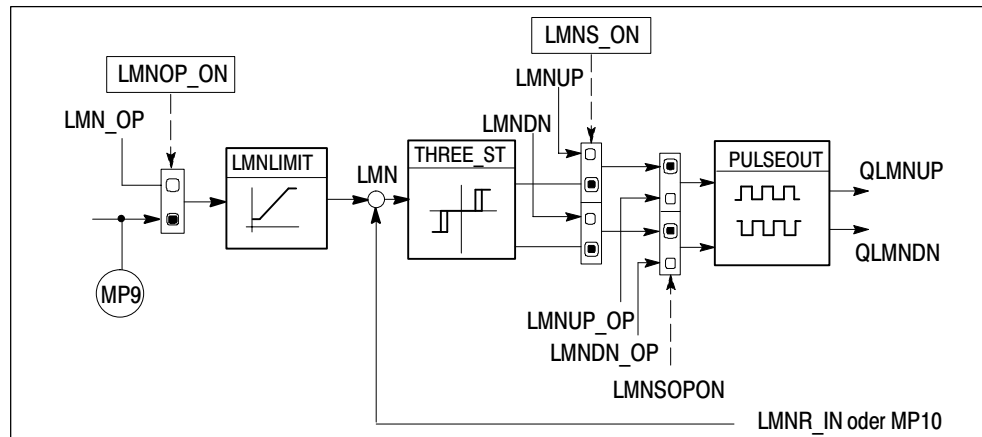 LMNS_ON
LMNOP_ON
LMNUP
LMN_OP
LMNDN
LMNLIMIT
LMN
THREE_ST
PULSEOUT
QLMNUP
QLMNDN
MP9
LMNUP_OP
LMNDN_OP
LMNSOPON
LMNR_IN oder MP10